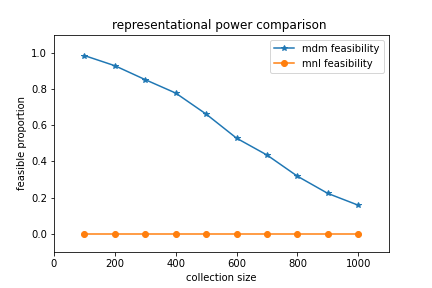 representational power comparison
mdm feasibility
mnl feasibility
feasible proportion
1.0
0.8
0.6
0.4
0.2
0.0
0 200 400 600 800 1000
collection size